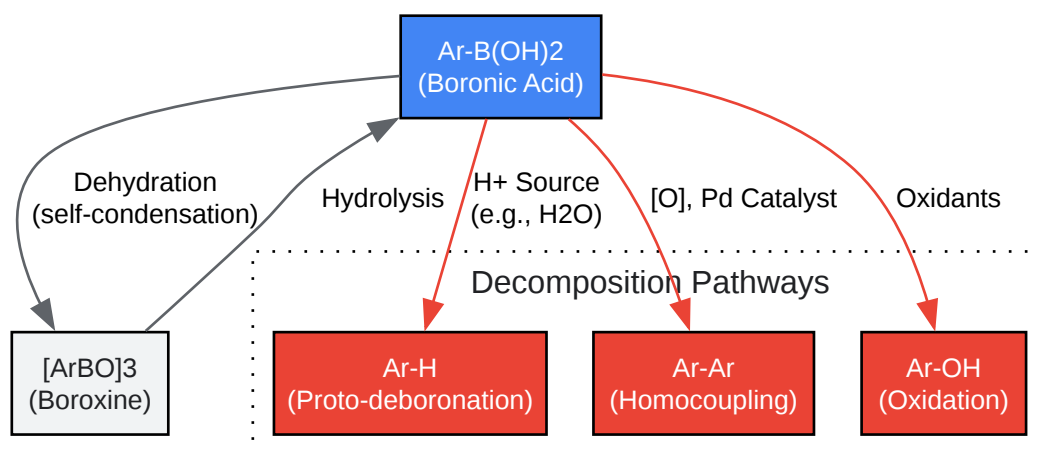 Ar-B(OH)2
(Boronic Acid)
Dehydration
(self-condensation)
Hydrolysis
H+ Source
(e.g., H2O)
[O], Pd Catalyst
Oxidants
Decomposition Pathways
[ArBO]3
(Boroxine)
Ar-H
(Proto-deboronation)
Ar-Ar
(Homocoupling)
Ar-OH
(Oxidation)